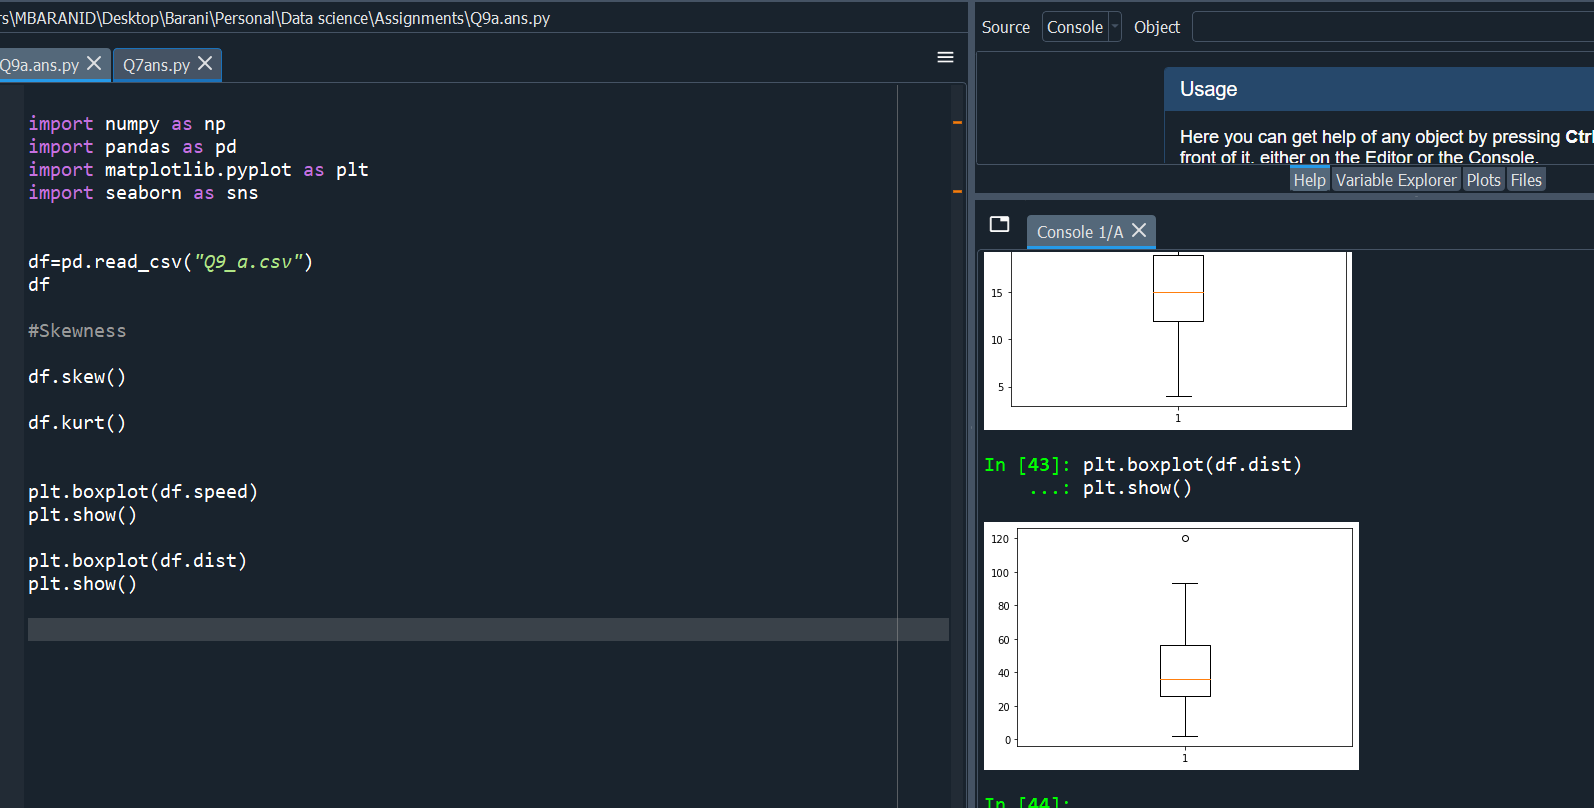 rs\MBARANID\Desktop\Barani\Personal\Data science\Assignments\Q9a.ans.py
Q9a.ans.py
Q7ans.py
import numpy as np
import pandas as pd
import matplotlib.pyplot as plt
import seaborn as sns
df=pd.read_csv("Q9_a.csv")
df
#Skewness
df.skew()
df.kurt()
plt.boxplot(df.speed)
plt.show()
plt.boxplot(df.dist)
plt.show()
Source Console Object
Usage
Here you can get help of any object by pressing Ctrl
front of it, either on the Editor or the Console.
Help Variable Explorer Plots Files
Console 1/A
15
10
5
1
In [43]: plt.boxplot(df.dist)
...: plt.show()
120
100
80
60
40
20
0
1
In [44]: